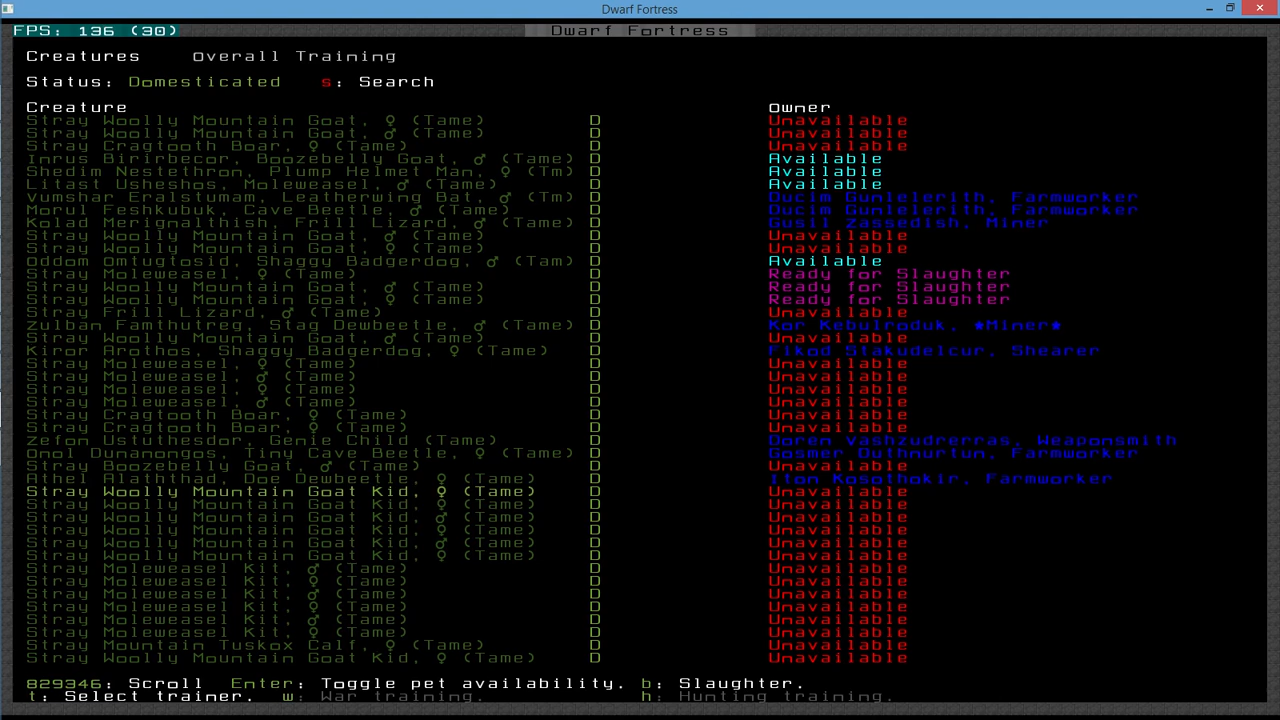 Dwarf Fortress
FPS: 136 (30) Dwarf Fortress
Creatures Overall Training
Status: Domesticated s: Search
Creature Owner
Stray Woolly Mountain Goat, ♀ (Tame) D Unavailable
Stray Woolly Mountain Goat, ♂ (Tame) D Unavailable
Stray Cragtooth Boar, ♀ (Tame) D Unavailable
Inrus Birirbecor, Boozebelly Goat, ♂ (Tame) D Available
Shedim Nestethron, Plump Helmet Man, ♀ (Tm) D Available
Litast Usheshos, Moleweasel, ♂ (Tame) D Available
Vumshar Eralstumam, Leatherwing Bat, ♂ (Tm) D Ducim Gunlelerith, Farmworker
Morul Feshkubuk, Cave Beetle, ♂ (Tame) D Ducim Gunlelerith, Farmworker
Kolad Merignalthish, Frill Lizard, ♂ (Tame) D Gusil Zassedish, Miner
Stray Woolly Mountain Goat, ♂ (Tame) D Unavailable
Stray Woolly Mountain Goat, ♀ (Tame) D Unavailable
Oddom Omtugtosid, Shaggy Badgerdog, ♂ (Tam) D Available
Stray Moleweasel, ♀ (Tame) D Ready for Slaughter
Stray Woolly Mountain Goat, ♂ (Tame) D Ready for Slaughter
Stray Woolly Mountain Goat, ♀ (Tame) D Ready for Slaughter
Stray Frill Lizard, ♂ (Tame) D Unavailable
Zulban Famthutreg, Stag Dewbeetle, ♂ (Tame) D Kor Kebulroduk, ★Miner★
Stray Woolly Mountain Goat, ♂ (Tame) D Unavailable
Kiror Arothos, Shaggy Badgerdog, ♀ (Tame) D Fikod Stakudelcur, Shearer
Stray Moleweasel, ♀ (Tame) D Unavailable
Stray Moleweasel, ♂ (Tame) D Unavailable
Stray Moleweasel, ♀ (Tame) D Unavailable
Stray Moleweasel, ♂ (Tame) D Unavailable
Stray Cragtooth Boar, ♀ (Tame) D Unavailable
Stray Cragtooth Boar, ♀ (Tame) D Unavailable
Zefon Ustuthesdor, Genie Child (Tame) D Doren Vashzudrerras, Weaponsmith
Onol Dunamongos, Tiny Cave Beetle, ♀ (Tame) D Gosmer Duthnurtum, Farmworker
Stray Boozebelly Goat, ♂ (Tame) D Unavailable
Athel Alaththad, Doe Dewbeetle, ♀ (Tame) D Iton Kosothokir, Farmworker
Stray Woolly Mountain Goat Kid, ♀ (Tame) D Unavailable
Stray Woolly Mountain Goat Kid, ♀ (Tame) D Unavailable
Stray Woolly Mountain Goat Kid, ♂ (Tame) D Unavailable
Stray Woolly Mountain Goat Kid, ♀ (Tame) D Unavailable
Stray Woolly Mountain Goat Kid, ♂ (Tame) D Unavailable
Stray Woolly Mountain Goat Kid, ♀ (Tame) D Unavailable
Stray Moleweasel Kit, ♂ (Tame) D Unavailable
Stray Moleweasel Kit, ♀ (Tame) D Unavailable
Stray Moleweasel Kit, ♂ (Tame) D Unavailable
Stray Moleweasel Kit, ♀ (Tame) D Unavailable
Stray Moleweasel Kit, ♂ (Tame) D Unavailable
Stray Moleweasel Kit, ♀ (Tame) D Unavailable
Stray Mountain Tuskox Calf, ♀ (Tame) D Unavailable
Stray Woolly Mountain Goat Kid, ♀ (Tame) D Unavailable
829346: Scroll Enter: Toggle pet availability. b: Slaughter.
t: Select trainer. w: War training. h: Hunting training.